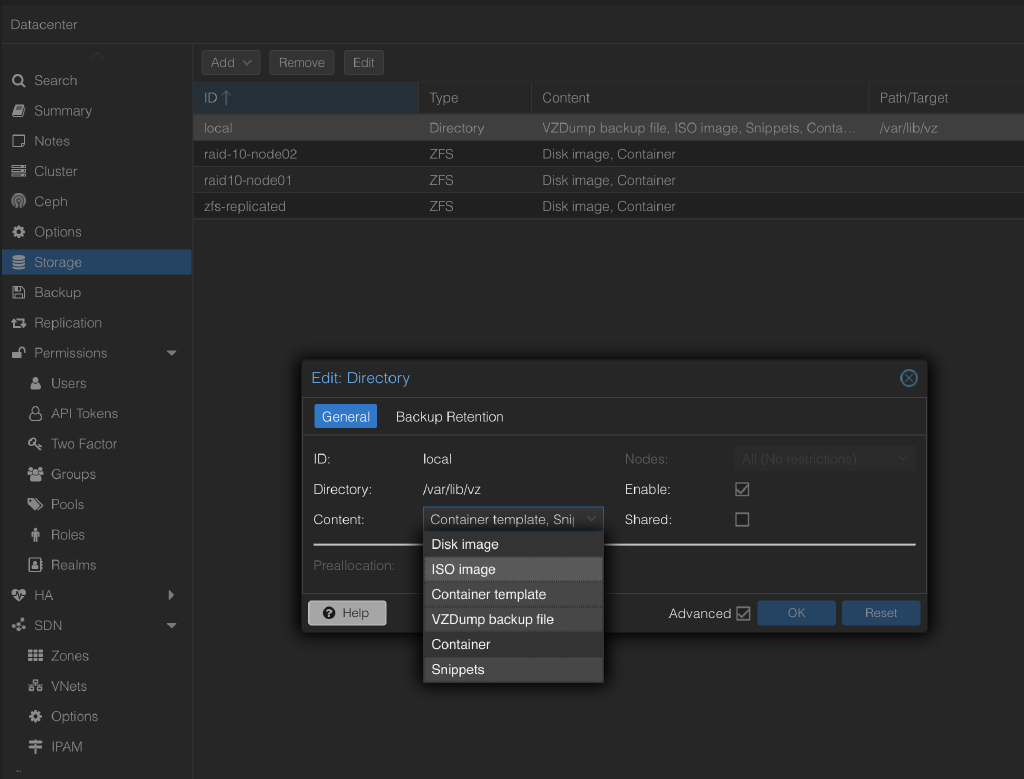 Datacenter
Search
Summary
Notes
Cluster
Ceph
Options
Storage
Backup
Replication
Permissions
Users
API Tokens
Two Factor
Groups
Pools
Roles
Realms
HA
SDN
Zones
VNets
Options
IPAM
Add Remove Edit
ID Type Content Path/Target
local Directory VZDump backup file, ISO image, Snippets, Conta... /var/lib/vz
raid-10-node02 ZFS Disk image, Container
raid10-node01 ZFS Disk image, Container
zfs-replicated ZFS Disk image, Container
Edit: Directory
General Backup Retention
ID: local Nodes: All (No restrictions)
Directory: /var/lib/vz Enable:
Content: Container template, Snip Shared:
Disk image
ISO image
Preallocation:
Container template
VZDump backup file
Container
Snippets
Help Advanced OK Reset